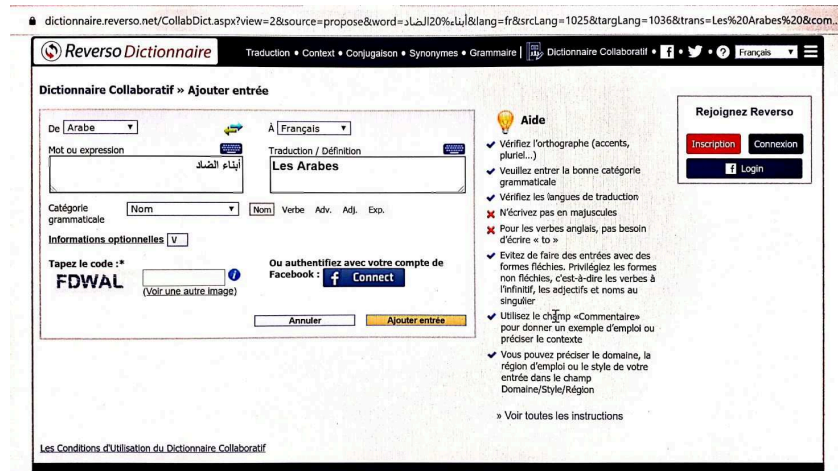 dictionnaire.reverso.net/CollabDict.aspx?view=2&source=propose&word=أبناء%20الضاد&lang=fr&srcLang=1025&targLang=1036&trans=Les%20Arabes%20&com...
Reverso Dictionnaire
Traduction • Context • Conjugaison • Synonymes • Grammaire | Dictionnaire Collaboratif • f • • ? Français
Dictionnaire Collaboratif » Ajouter entrée
De Arabe
À Français
Mot ou expression
أبناء الضاد
Traduction / Définition
Les Arabes
Catégorie
grammaticale
Nom
Nom Verbe Adv. Adj. Exp.
Informations optionnelles V
Tapez le code :*
FDWAL
(Voir une autre image)
Ou authentifiez avec votre compte de
Facebook : f Connect
Annuler
Ajouter entrée
Aide
Vérifiez l'orthographe (accents,
pluriel...)
Veuillez entrer la bonne catégorie
grammaticale
Vérifiez les langues de traduction
N'écrivez pas en majuscules
Pour les verbes anglais, pas besoin
d'écrire « to »
Evitez de faire des entrées avec des
formes fléchies. Privilégiez les formes
non fléchies, c'est-à-dire les verbes à
l'infinitif, les adjectifs et noms au
singulier
Utilisez le champ «Commentaire»
pour donner un exemple d'emploi ou
préciser le contexte
Vous pouvez préciser le domaine, la
région d'emploi ou le style de votre
entrée dans le champ
Domaine/Style/Région
» Voir toutes les instructions
Rejoignez Reverso
Inscription
Connexion
f Login
Les Conditions d'Utilisation du Dictionnaire Collaboratif